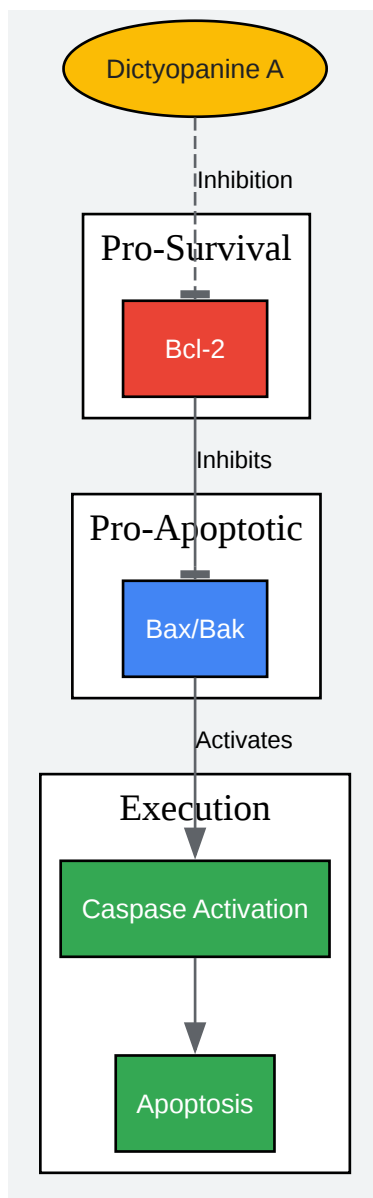 Dictyopanine A
Inhibition
Pro-Survival
Bcl-2
Inhibits
Pro-Apoptotic
Bax/Bak
Activates
Execution
Caspase Activation
Apoptosis